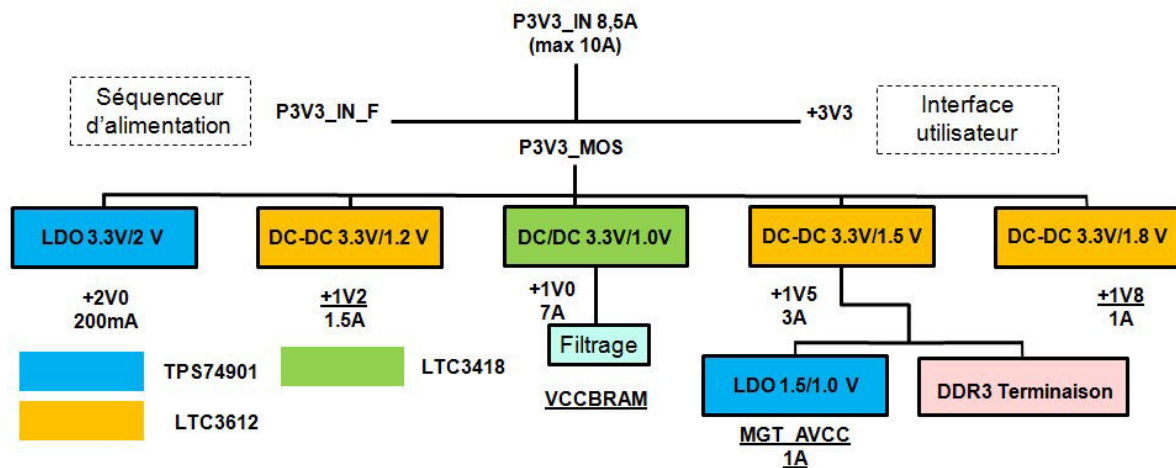 P3V3_IN 8,5A
(max 10A)
Séquenceur
d'alimentation
P3V3_IN_F
+3V3
Interface
utilisateur
P3V3_MOS
LDO 3.3V/2 V
DC-DC 3.3V/1.2 V
DC/DC 3.3V/1.0V
DC-DC 3.3V/1.5 V
DC-DC 3.3V/1.8 V
+2V0
200mA
+1V2
1.5A
+1V0
7A
+1V5
3A
+1V8
1A
Filtrage
VCCBRAM
TPS74901
LTC3418
LTC3612
LDO 1.5/1.0 V
DDR3 Terminaison
MGT_AVCC
1A